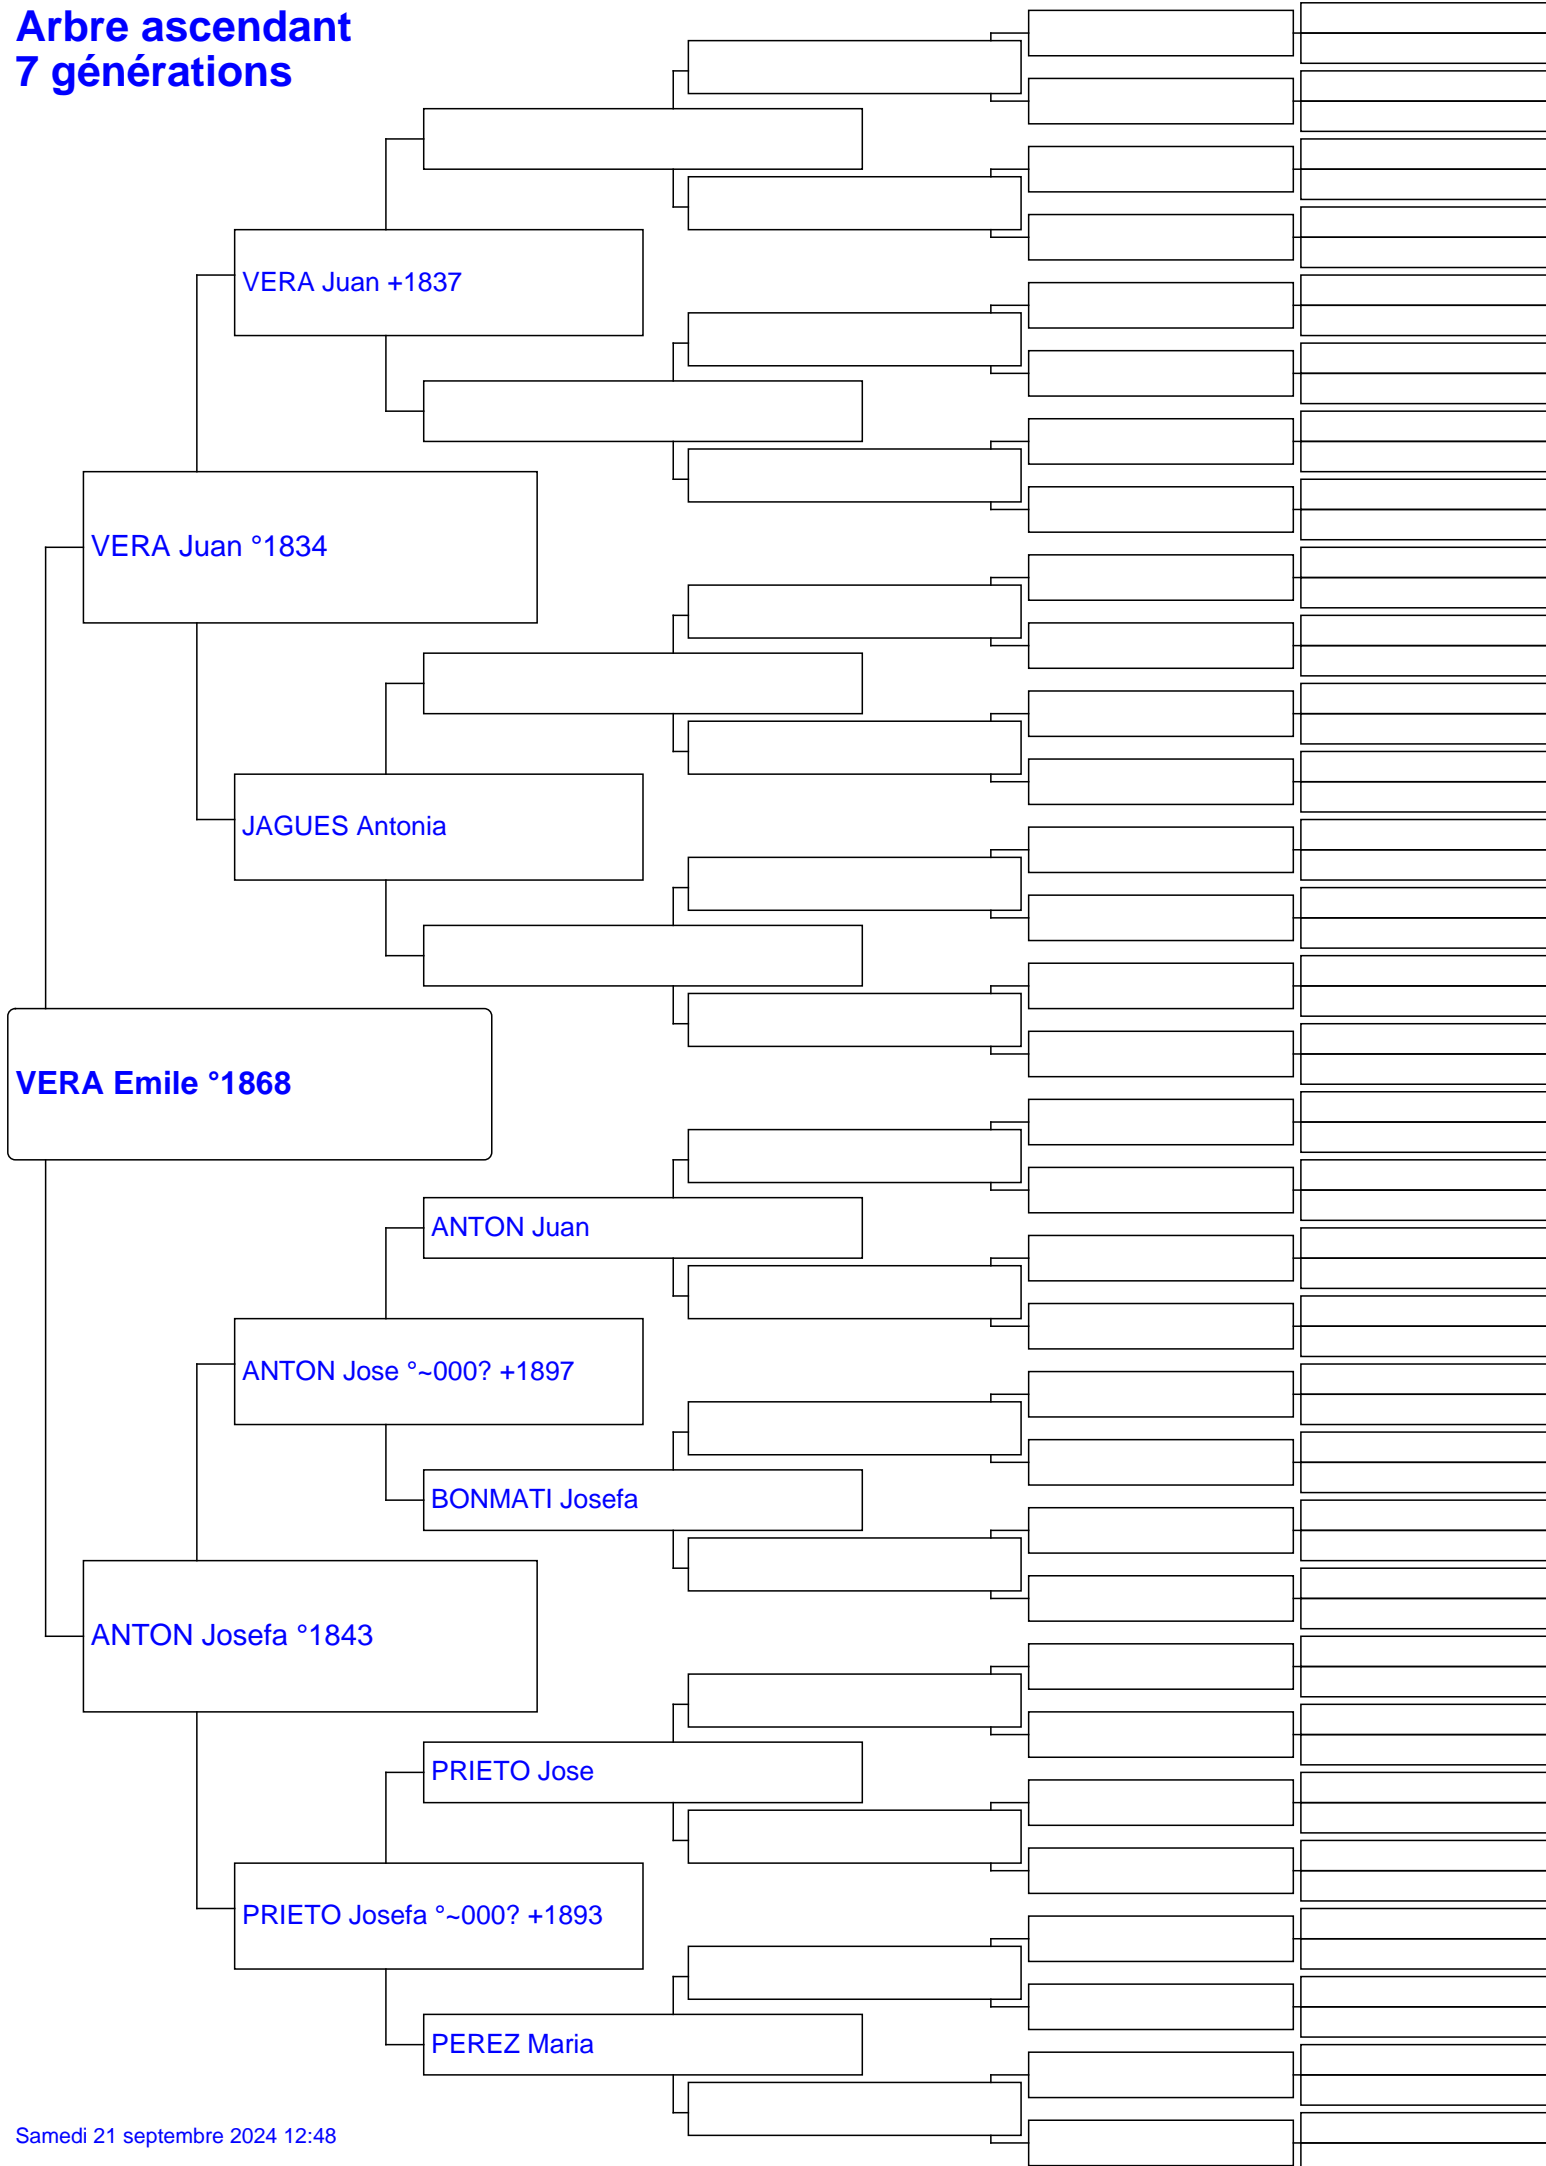 Arbre ascendant
7 générations
VERA Juan +1837
VERA Juan °1834
JAGUES Antonia
VERA Emile °1868
ANTON Juan
ANTON Jose °~000? +1897
BONMATI Josefa
ANTON Josefa °1843
PRIETO Jose
PRIETO Josefa °~000? +1893
PEREZ Maria
Samedi 21 septembre 2024 12:48